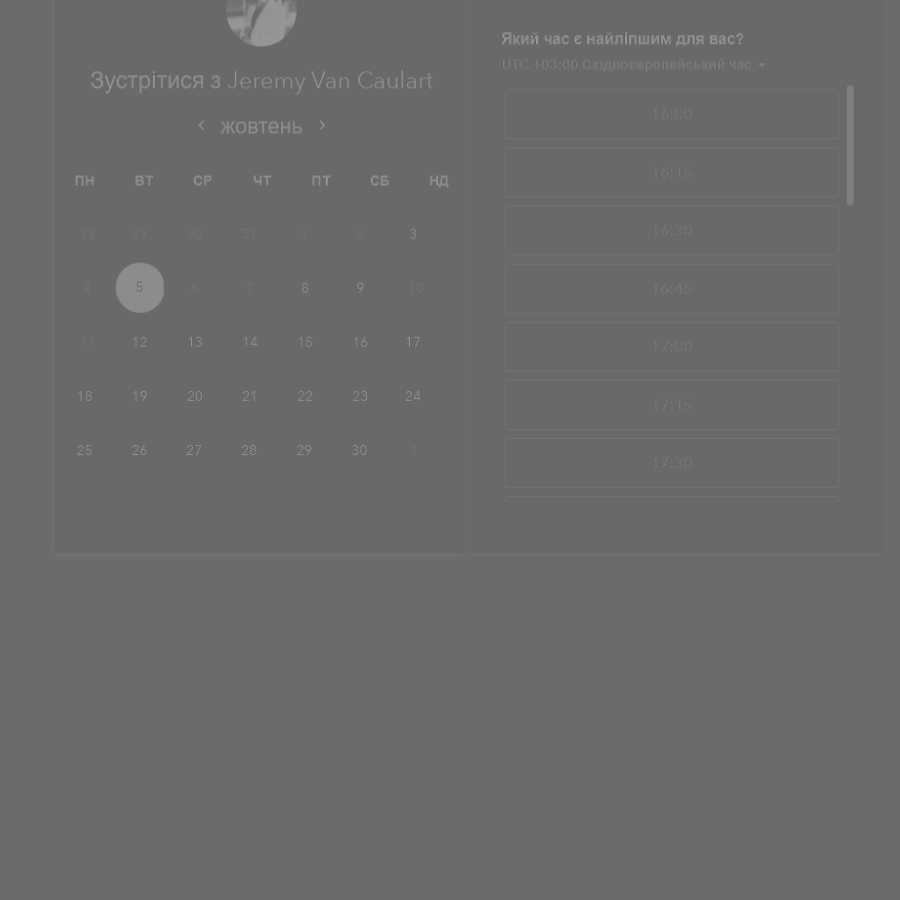 Зустрітися з Jeremy Van Caulart
жовтень
ПН ВТ СР ЧТ ПТ СБ НД
28 29 30 31 1 2 3
4 5 6 7 8 9 10
11 12 13 14 15 16 17
18 19 20 21 22 23 24
25 26 27 28 29 30 1
Який час є найліпшим для вас?
UTC +03:00 Східноєвропейський час
16:00
16:15
16:30
16:45
17:00
17:15
17:30